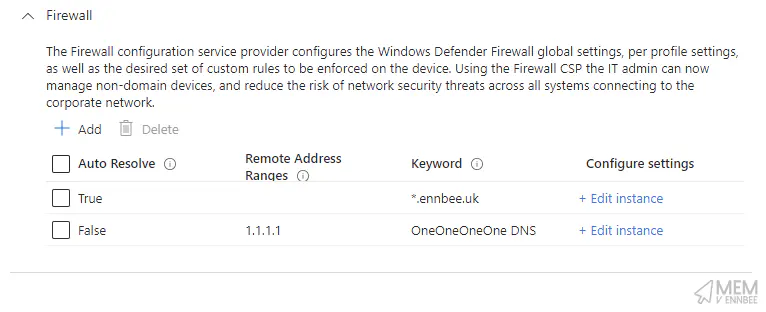 Firewall
The Firewall configuration service provider configures the Windows Defender Firewall global settings, per profile settings,
as well as the desired set of custom rules to be enforced on the device. Using the Firewall CSP the IT admin can now
manage non-domain devices, and reduce the risk of network security threats across all systems connecting to the
corporate network.
+ Add Delete
Auto Resolve Remote Address Ranges Keyword Configure settings
True *.ennbee.uk + Edit instance
False 1.1.1.1 OneOneOneOne DNS + Edit instance
MEM
V ENNBEE